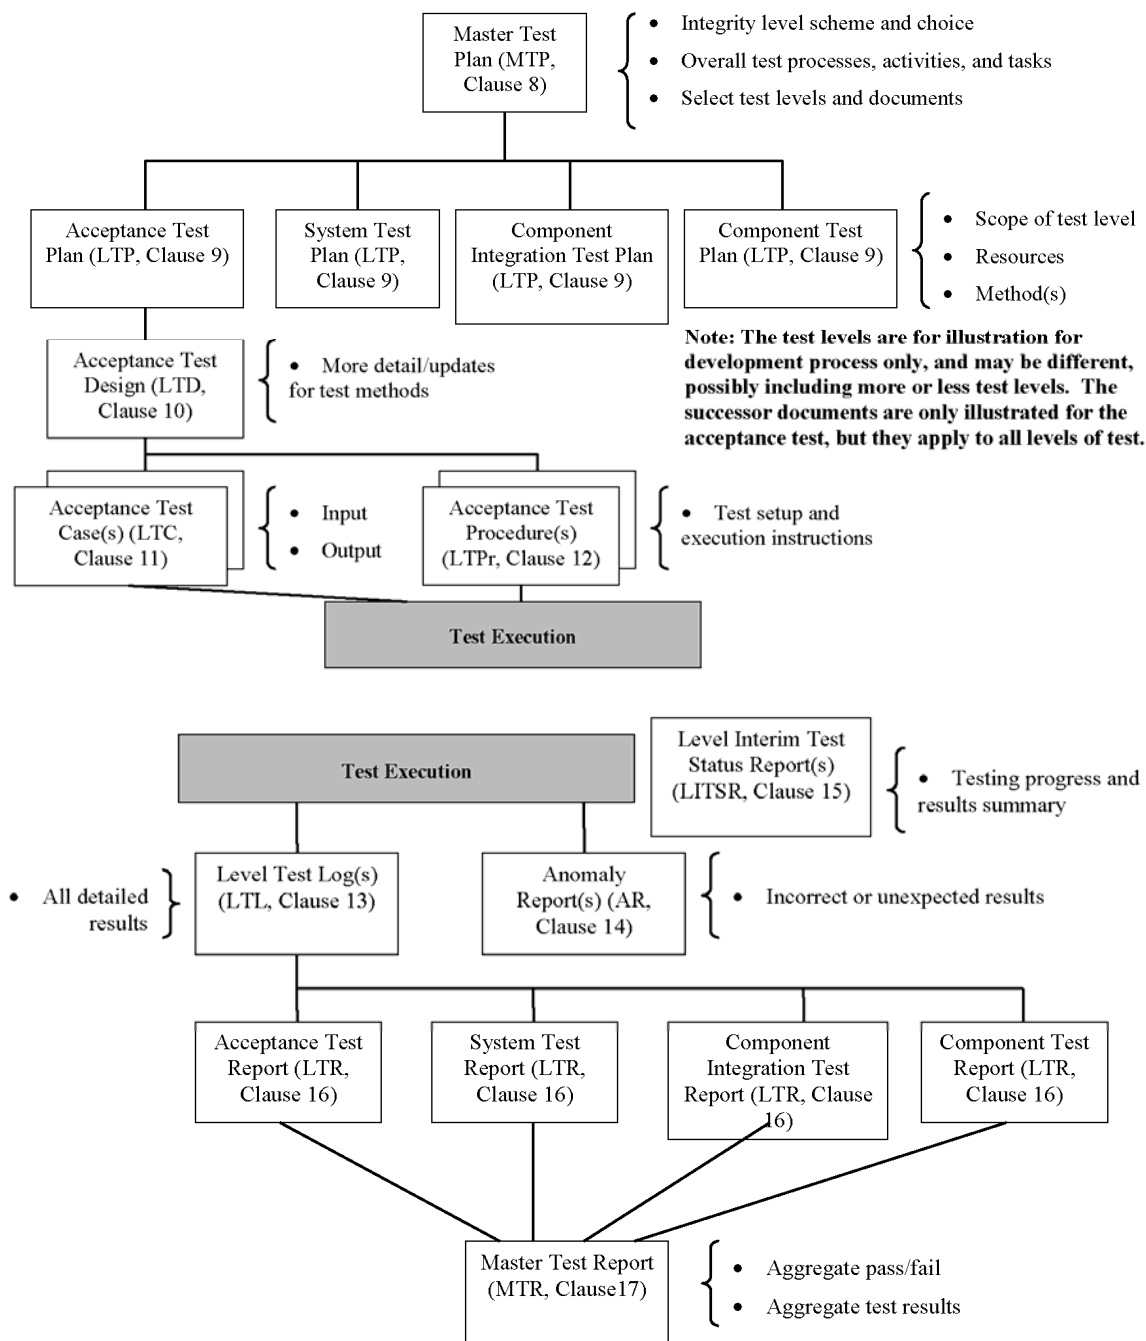 Master Test
Plan (MTP,
Clause 8)
• Integrity level scheme and choice
• Overall test processes, activities, and tasks
• Select test levels and documents
Acceptance Test
Plan (LTP, Clause 9)
System Test
Plan (LTP,
Clause 9)
Component
Integration Test Plan
(LTP, Clause 9)
Component Test
Plan (LTP, Clause 9)
• Scope of test level
• Resources
• Method(s)
Note: The test levels are for illustration for
development process only, and may be different,
possibly including more or less test levels. The
successor documents are only illustrated for the
acceptance test, but they apply to all levels of test.
Acceptance Test
Design (LTD,
Clause 10)
• More detail/updates
for test methods
Acceptance Test
Case(s) (LTC,
Clause 11)
• Input
• Output
Acceptance Test
Procedure(s)
(LTPr, Clause 12)
• Test setup and
execution instructions
Test Execution
Test Execution
Level Interim Test
Status Report(s)
(LITSR, Clause 15)
• Testing progress and
results summary
• All detailed
results
Level Test Log(s)
(LTL, Clause 13)
Anomaly
Report(s) (AR,
Clause 14)
• Incorrect or unexpected results
Acceptance Test
Report (LTR,
Clause 16)
System Test
Report (LTR,
Clause 16)
Component
Integration Test
Report (LTR, Clause
16)
Component Test
Report (LTR,
Clause 16)
Master Test Report
(MTR, Clause17)
• Aggregate pass/fail
• Aggregate test results